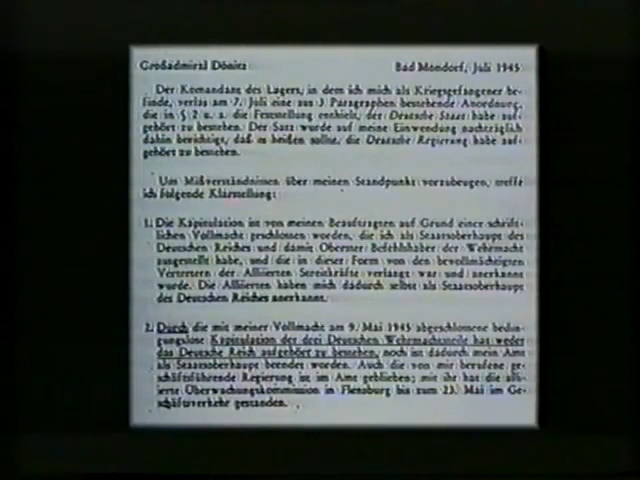 Großadmiral Dönitz Bad Mondorf, Juli 1945
Der Komandant des Lagers, in dem ich mich als Kriegsgefangener be-
finde, verlas am 7. Juli eine aus 3 Paragraphen bestehende Anordnung,
die in § 2 u. a. die Feststellung enthielt, der Deutsche Staat habe auf-
gehört zu bestehen. Der Satz wurde auf meine Einwendung nachträglich
dahin berichtigt, daß es heißen sollte, die Deutsche Regierung habe auf-
gehört zu bestehen.
Um Mißverständnissen über meinen Standpunkt vorzubeugen, treffe
ich folgende Klarstellung:
1. Die Kapitulation ist von meinen Beauftragten auf Grund einer schrift-
lichen Vollmacht geschlossen worden, die ich als Staatsoberhaupt des
Deutschen Reiches und damit Oberster Befehlshaber der Wehrmacht
ausgestellt habe, und die in dieser Form von den bevollmächtigten
Vertretern der Alliierten Streitkräfte verlangt war und anerkannt
wurde. Die Alliierten haben mich dadurch selbst als Staatsoberhaupt
des Deutschen Reiches anerkannt.
2. Durch die mit meiner Vollmacht am 9. Mai 1945 abgeschlossene bedin-
gungslose Kapitulation der drei Deutschen Wehrmachtsteile hat weder
das Deutsche Reich aufgehört zu bestehen, noch ist dadurch mein Amt
als Staatsoberhaupt beendet worden. Auch die von mir berufene ge-
schäftsführende Regierung ist im Amt geblieben; mit ihr hat die alli-
ierte Überwachungskommission in Flensburg bis zum 23. Mai im Ge-
schäftsverkehr gestanden.